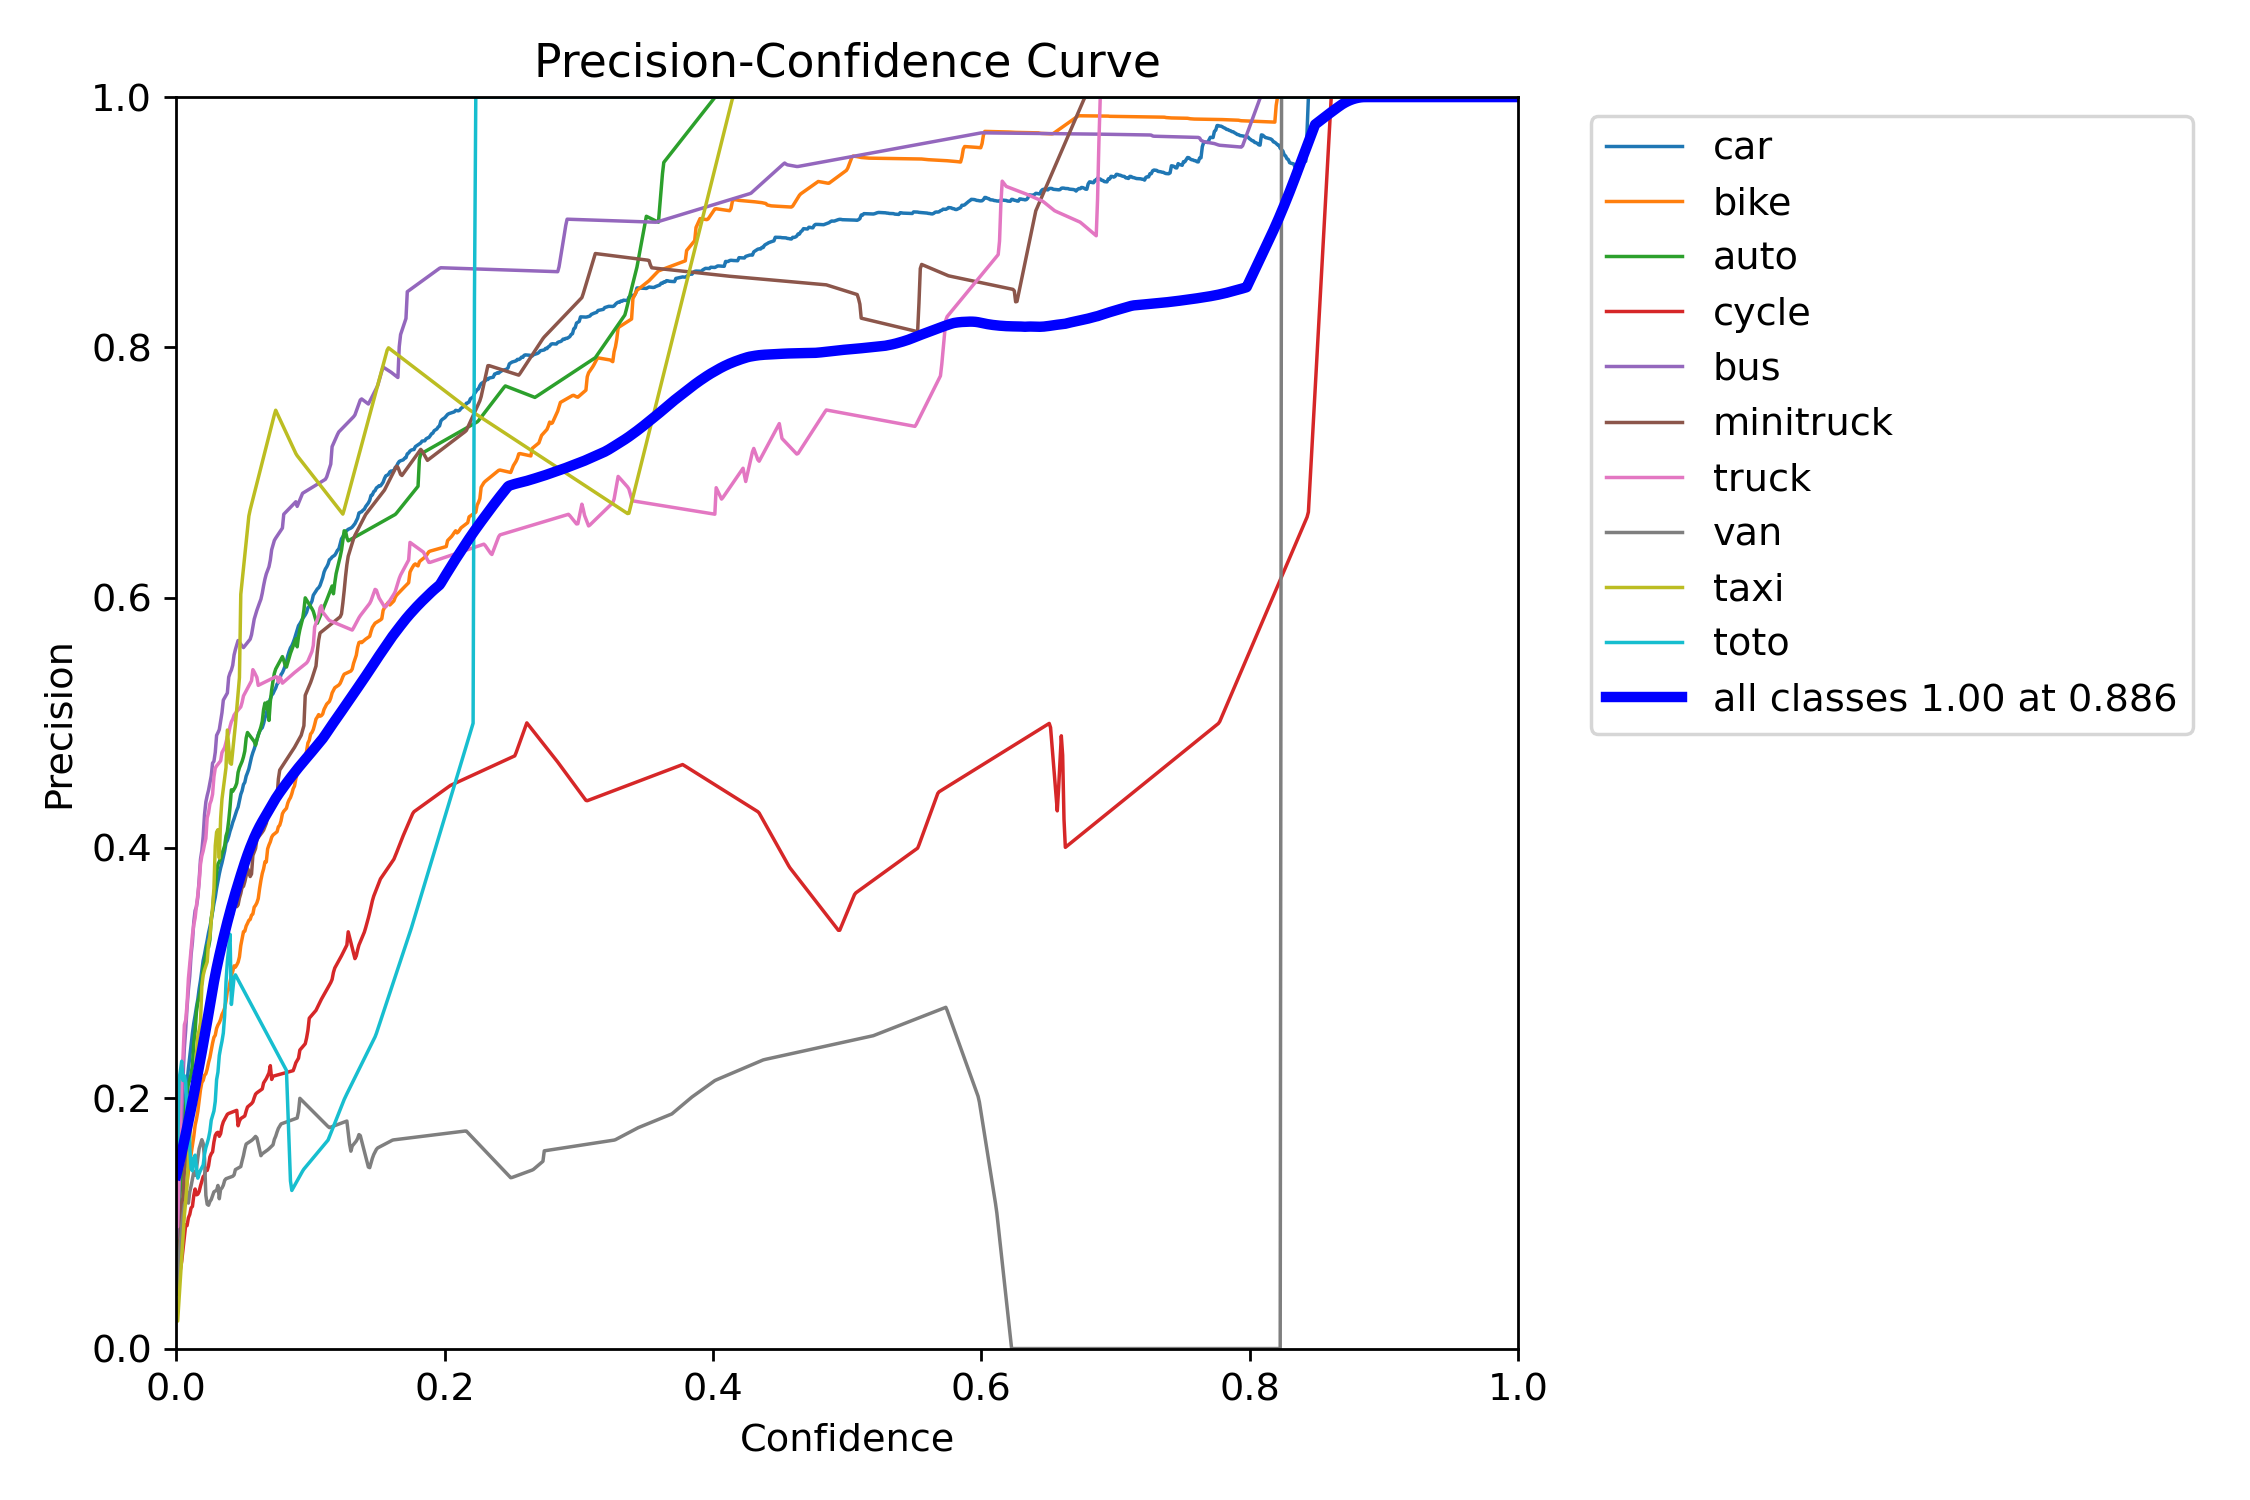 Precision-Confidence Curve
1.0
0.8
0.6
0.4
0.2
0.0
Precision
0.0 0.2 0.4 0.6 0.8 1.0
Confidence
car
bike
auto
cycle
bus
minitruck
truck
van
taxi
toto
all classes 1.00 at 0.886